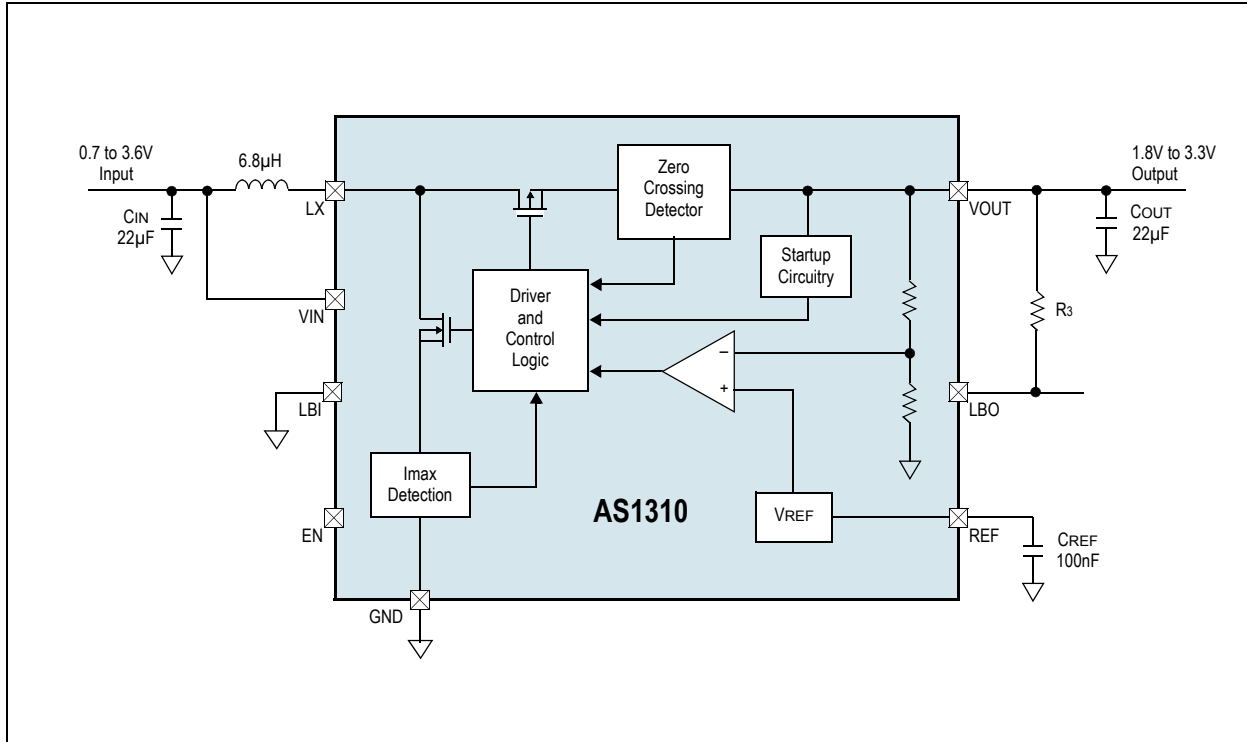 0.7 to 3.6V
Input
6.8µH
CIN
22µF
LX
VIN
LBI
EN
GND
Zero
Crossing
Detector
Startup
Circuitry
Driver
and
Control
Logic
–
+
Imax
Detection
AS1310
VREF
1.8V to 3.3V
Output
VOUT
COUT
22µF
R3
LBO
REF
CREF
100nF